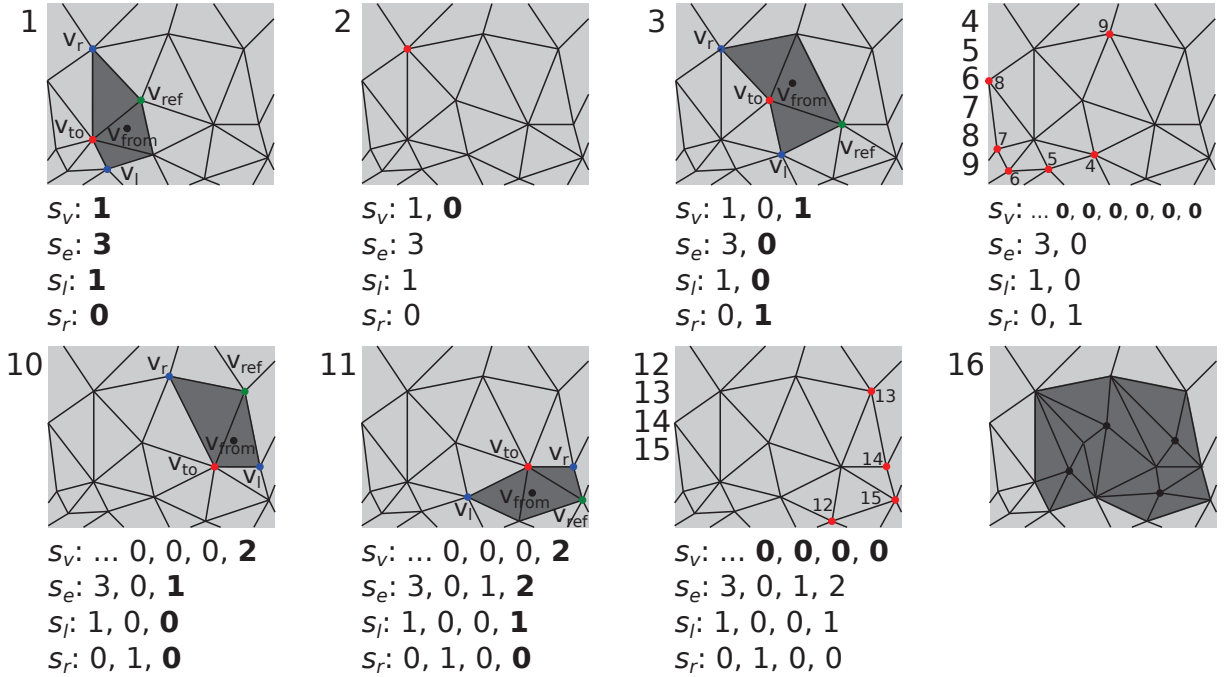 1
v_r
v_ref
v_to
v_from
v_l
s_v: 1
s_e: 3
s_l: 1
s_r: 0
2
s_v: 1, 0
s_e: 3
s_l: 1
s_r: 0
3
v_r
v_to
v_from
v_ref
v_l
s_v: 1, 0, 1
s_e: 3, 0
s_l: 1, 0
s_r: 0, 1
4
5
6
7
8
9
9
8
7
6
5
4
s_v: ... 0, 0, 0, 0, 0, 0
s_e: 3, 0
s_l: 1, 0
s_r: 0, 1
10
v_r
v_ref
v_from
v_to
v_l
s_v: ... 0, 0, 0, 2
s_e: 3, 0, 1
s_l: 1, 0, 0
s_r: 0, 1, 0
11
v_to
v_r
v_l
v_from
v_ref
s_v: ... 0, 0, 0, 2
s_e: 3, 0, 1, 2
s_l: 1, 0, 0, 1
s_r: 0, 1, 0, 0
12
13
14
15
13
14
15
12
s_v: ... 0, 0, 0, 0
s_e: 3, 0, 1, 2
s_l: 1, 0, 0, 1
s_r: 0, 1, 0, 0
16